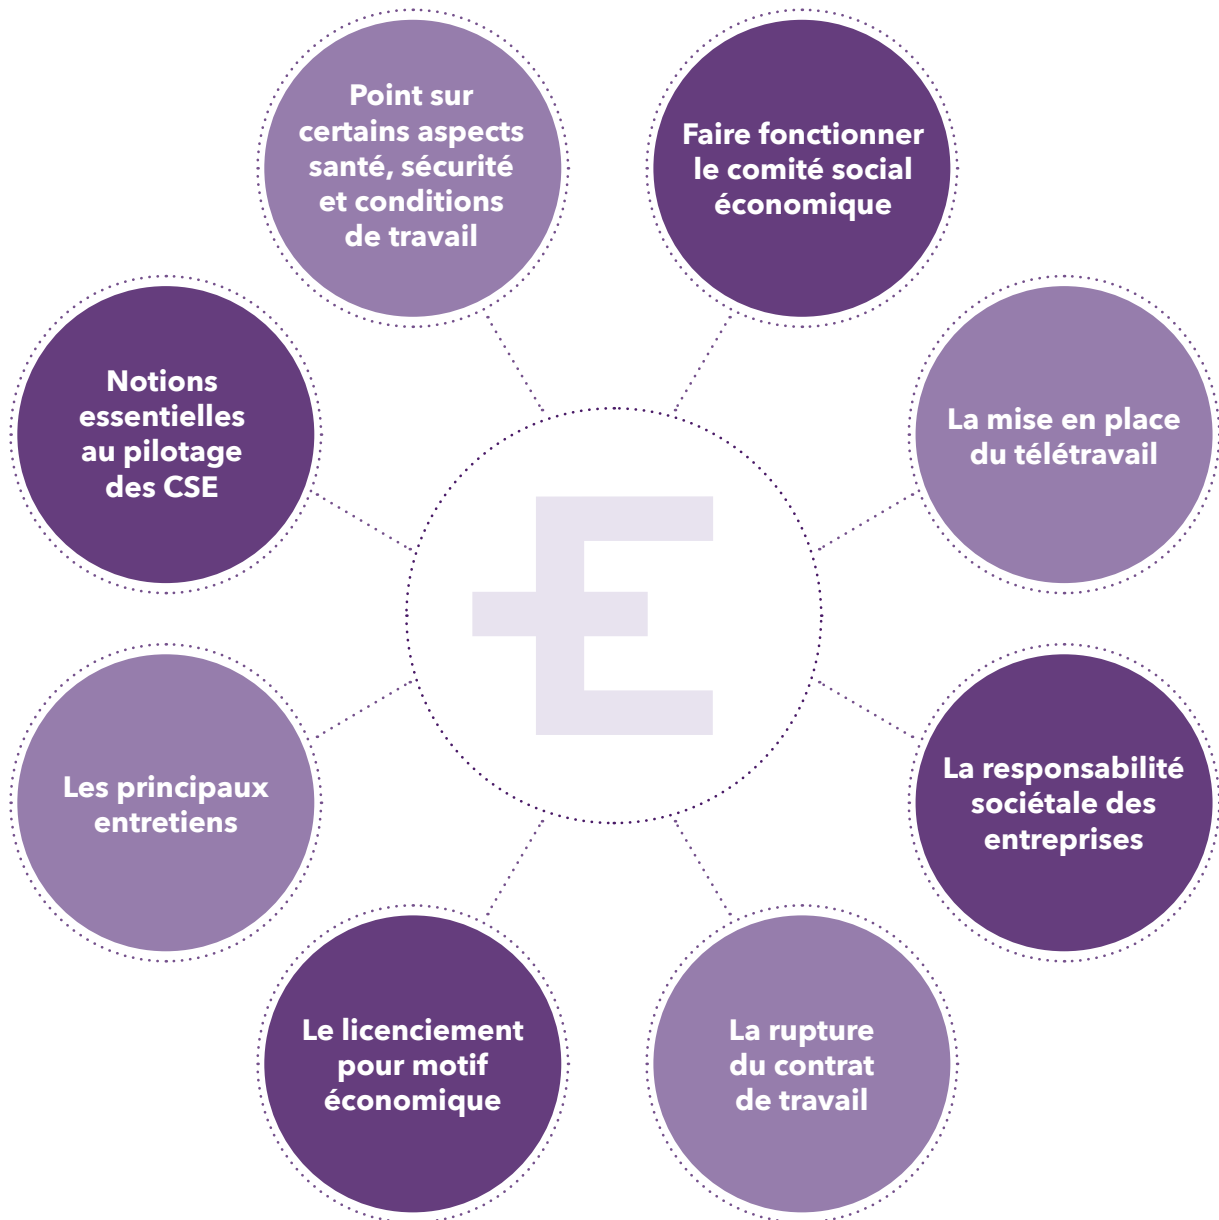 Point sur
certains aspects
santé, sécurité
et conditions
de travail
Faire fonctionner
le comité social
économique
La mise en place
du télétravail
La responsabilité
sociétale des
entreprises
La rupture
du contrat
de travail
Le licenciement
pour motif
économique
Les principaux
entretiens
Notions
essentielles
au pilotage
des CSE
E